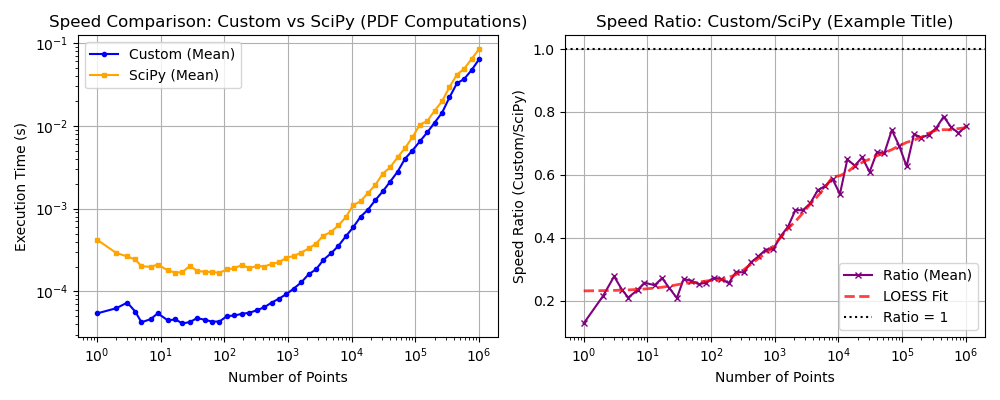 Speed Comparison: Custom vs SciPy (PDF Computations)
Custom (Mean)
SciPy (Mean)
Execution Time (s)
10⁻¹
10⁻²
10⁻³
10⁻⁴
10⁰ 10¹ 10² 10³ 10⁴ 10⁵ 10⁶
Number of Points
Speed Ratio: Custom/SciPy (Example Title)
Speed Ratio (Custom/SciPy)
1.0
0.8
0.6
0.4
0.2
Ratio (Mean)
LOESS Fit
Ratio = 1
10⁰ 10¹ 10² 10³ 10⁴ 10⁵ 10⁶
Number of Points